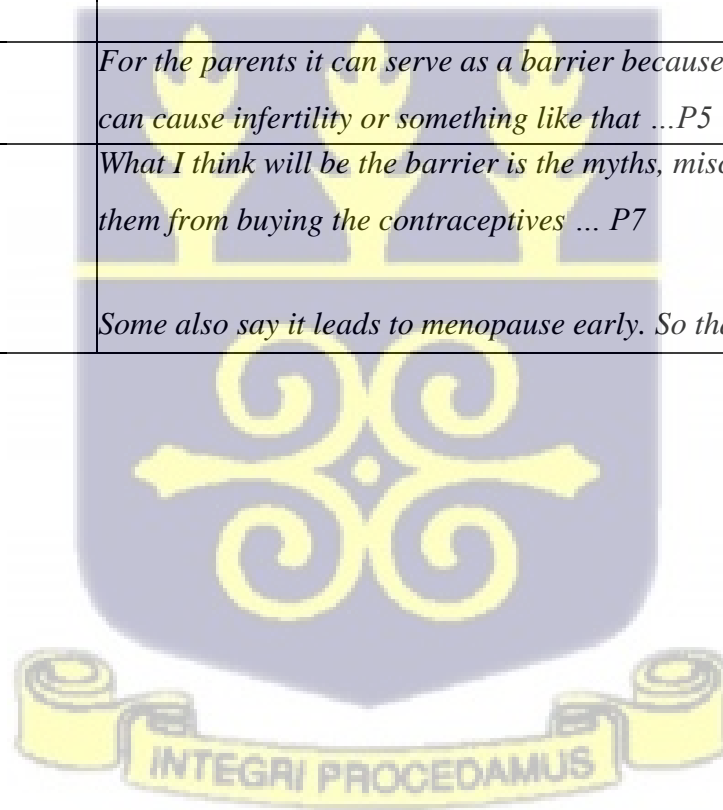 For the parents it can serve as a barrier because
can cause infertility or something like that …P5
What I think will be the barrier is the myths,
them from buying the contraceptives … P7
Some also say it leads to menopause early. So
INTEGRI PROCEDAMUS